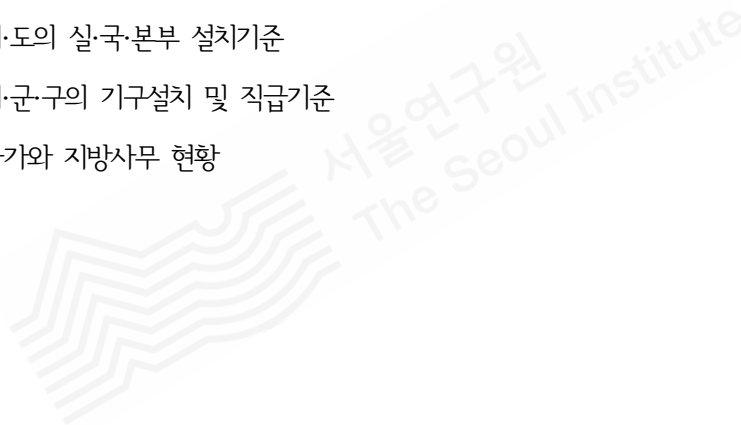 ·도의 실·국·본부 설치기준
·군·구의 기구설치 및 직급기준
가와 지방사무 현황
서울연구원
The Seoul Institute